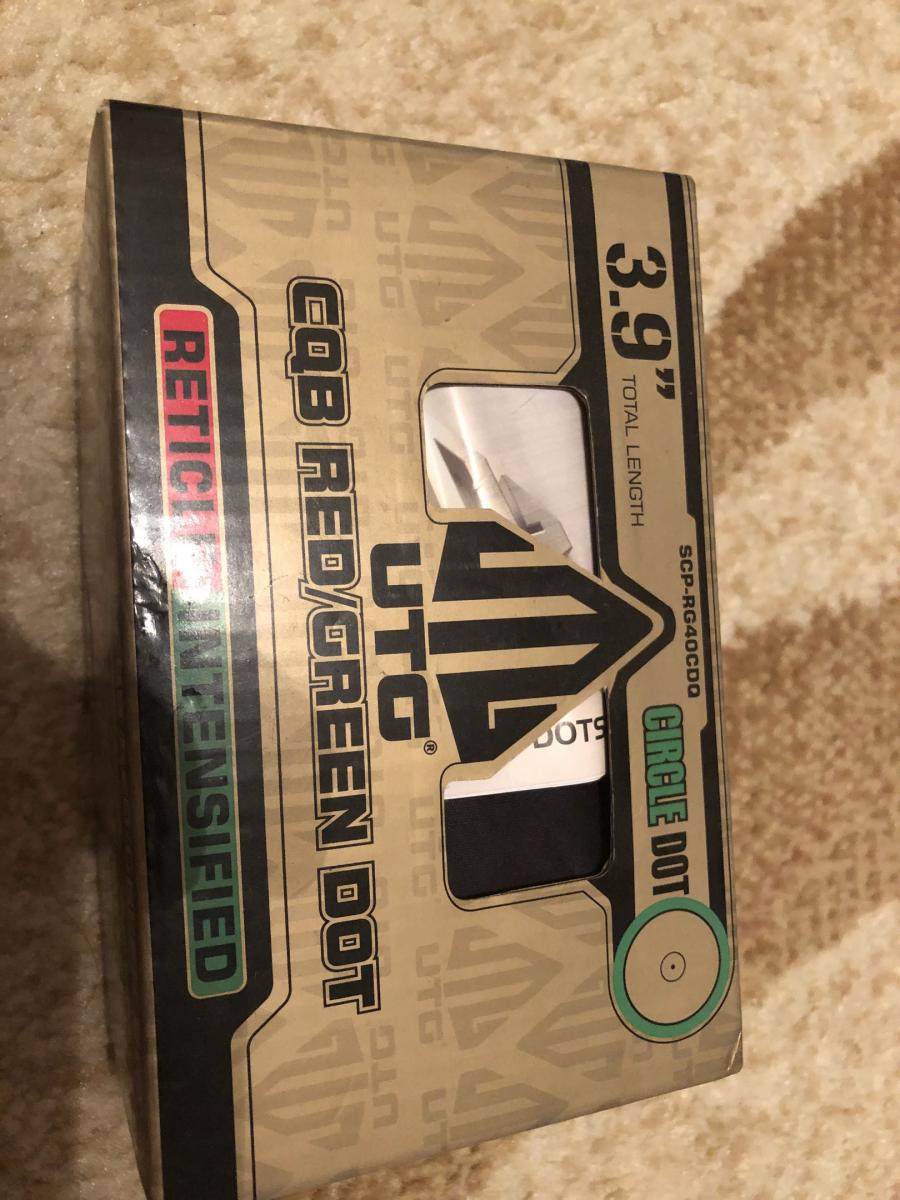 3.9" TOTAL LENGTH
SCP-RG40CDQ
CIRCLE DOT
DOTS
UTG®
CQB RED/GREEN DOT
RETICLE INTENSIFIED